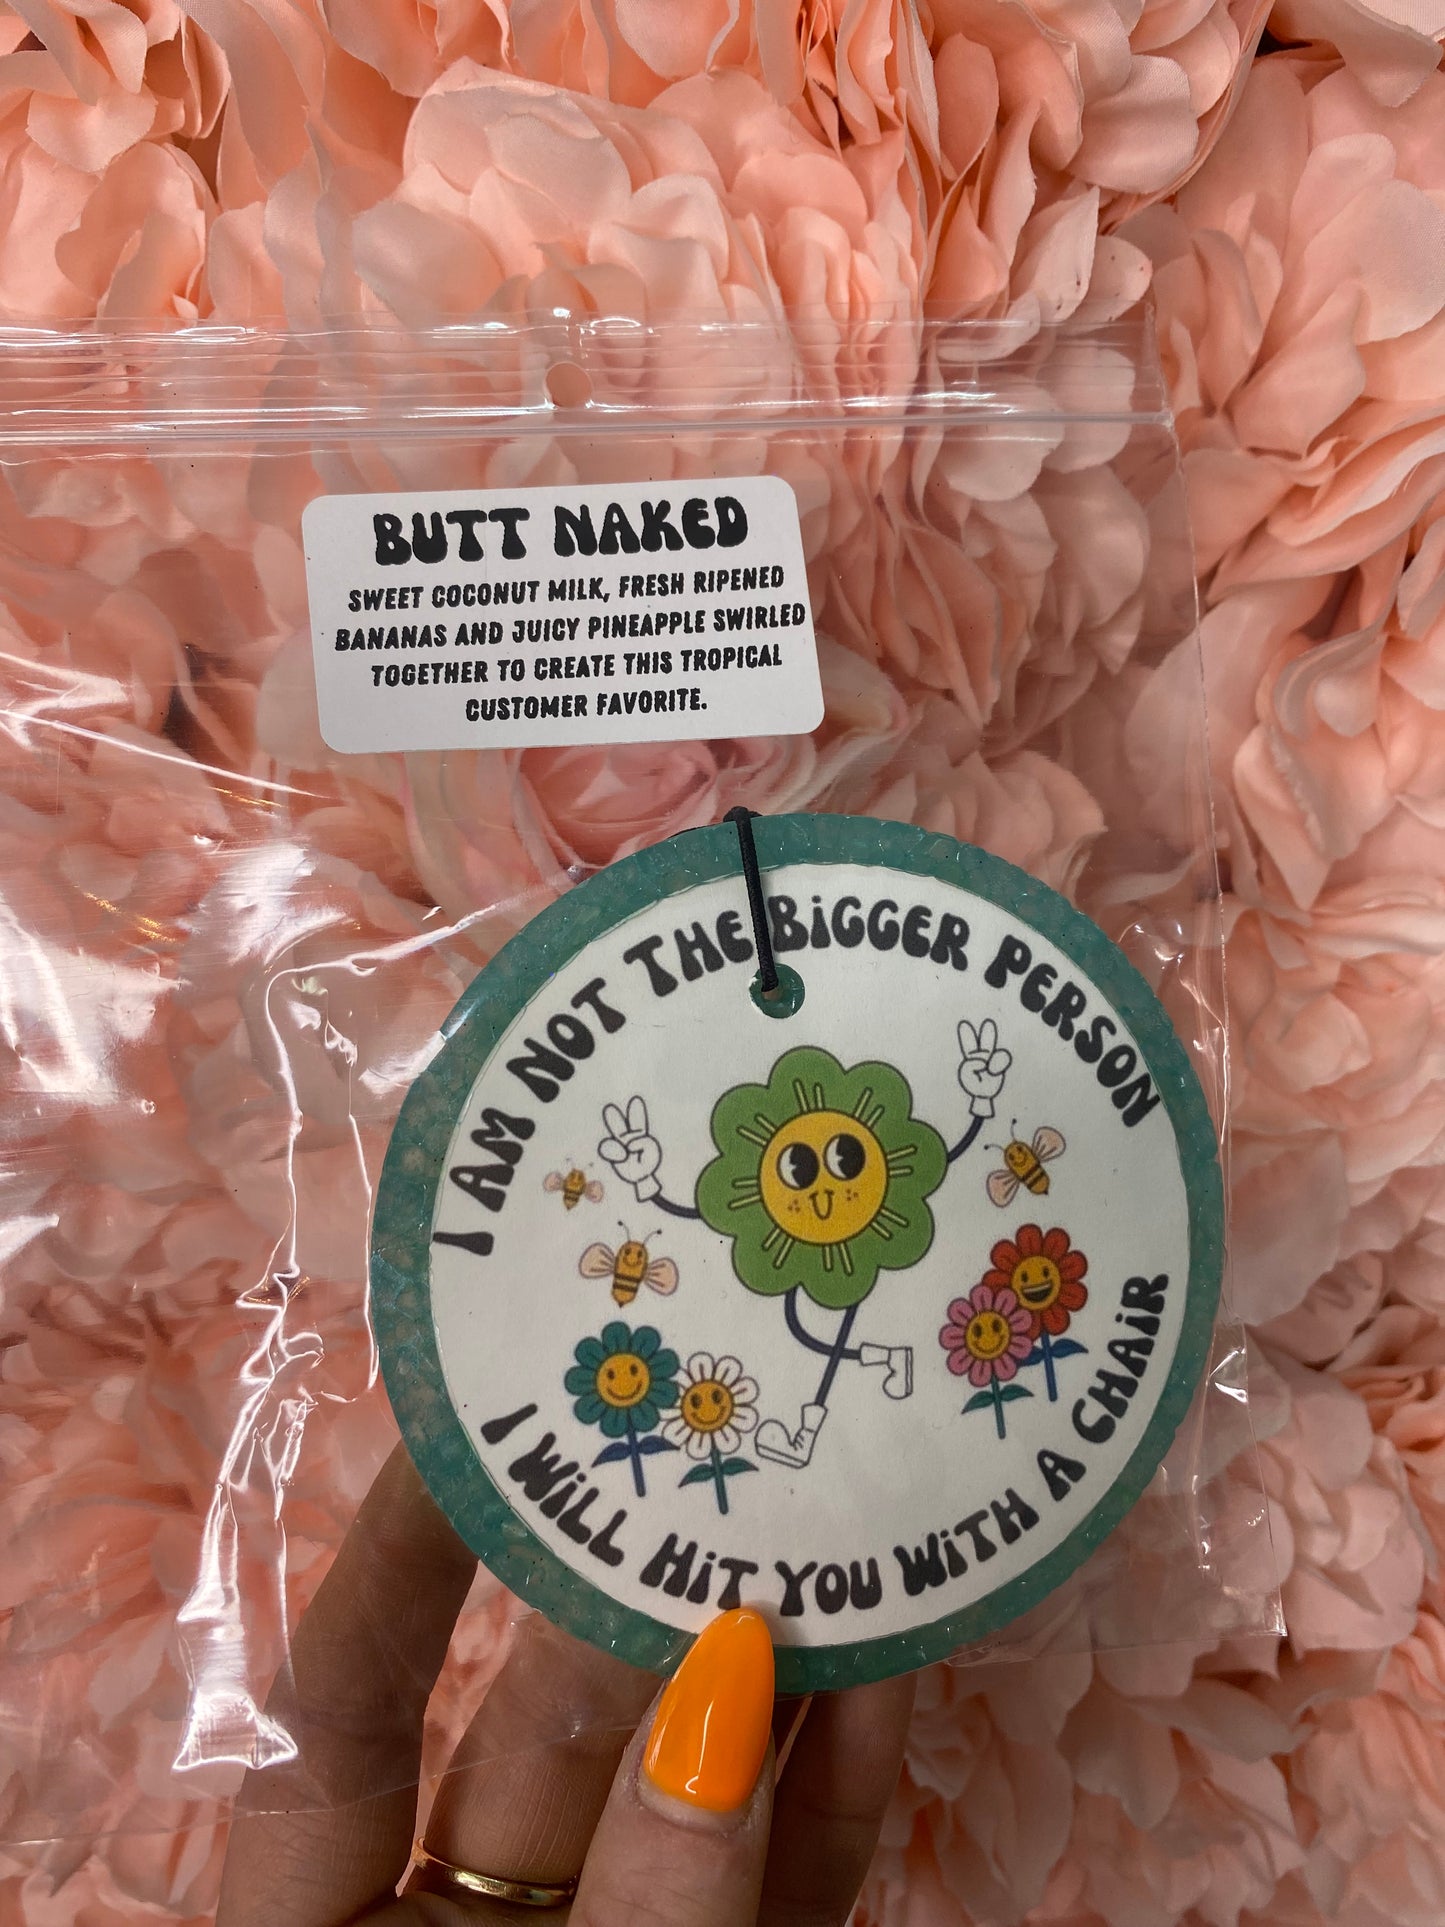 BUTT NAKED
SWEET COCONUT MILK, FRESH RIPENED
BANANAS AND JUICY PINEAPPLE SWIRLED
TOGETHER TO CREATE THIS TROPICAL
CUSTOMER FAVORITE.
I AM NOT THE BiGGER PERSON
I WiLL HiT YOU WiTH A CHAiR